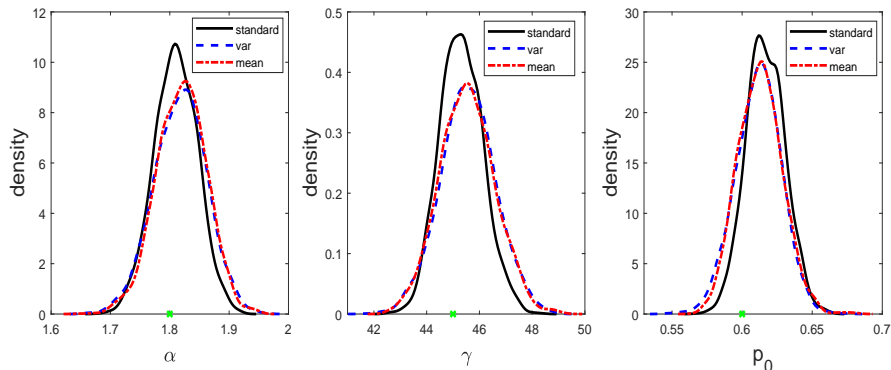 standard
var
mean
density
12
10
8
6
4
2
0
1.6
1.7
1.8
1.9
2
α
standard
var
mean
density
0.5
0.4
0.3
0.2
0.1
0
42
44
46
48
50
γ
standard
var
mean
density
30
25
20
15
10
5
0
0.55
0.6
0.65
0.7
p0